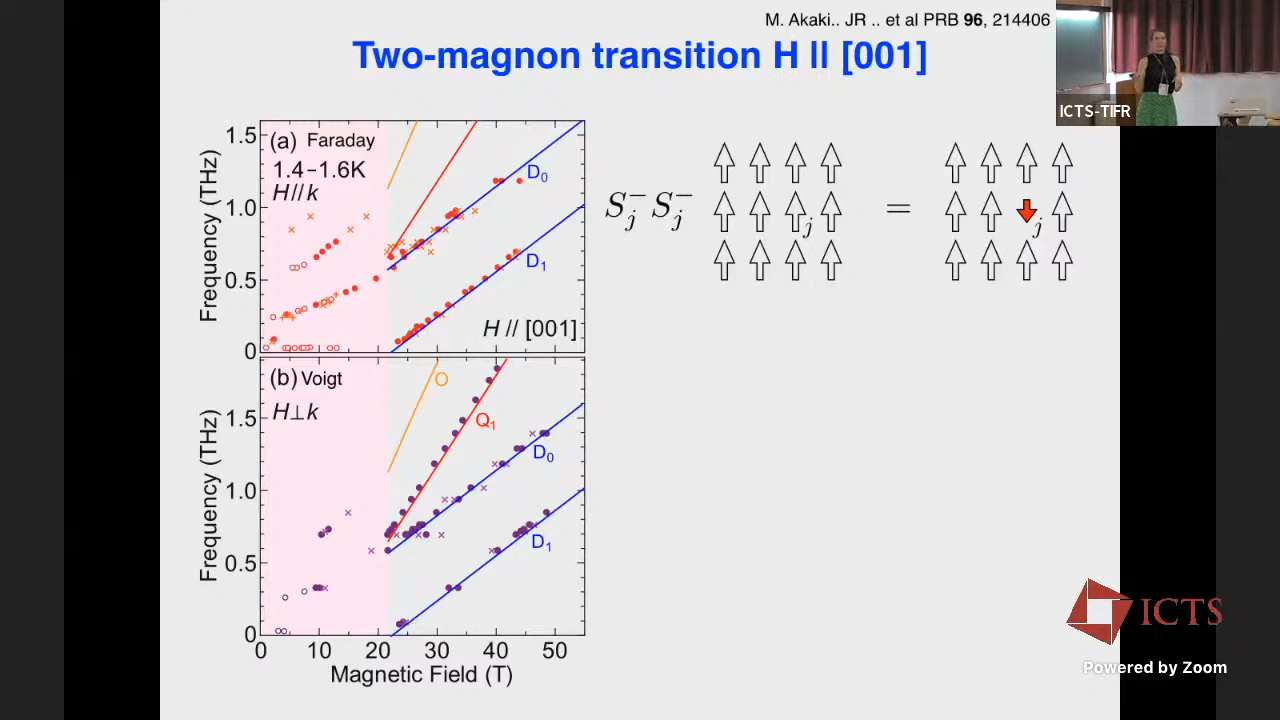 M. Akaki.. JR .. et al PRB 96, 214406
Two-magnon transition H || [001]
ICTS-TIFR
(a) Faraday
1.4–1.6K
H//k
D0
D1
H // [001]
Frequency (THz)
1.5
1.0
0.5
0
S_j^- S_j^-
j
=
j
(b) Voigt
H⊥k
O
Q1
D0
D1
Frequency (THz)
1.5
1.0
0.5
0
0 10 20 30 40 50
Magnetic Field (T)
ICTS
Powered by Zoom